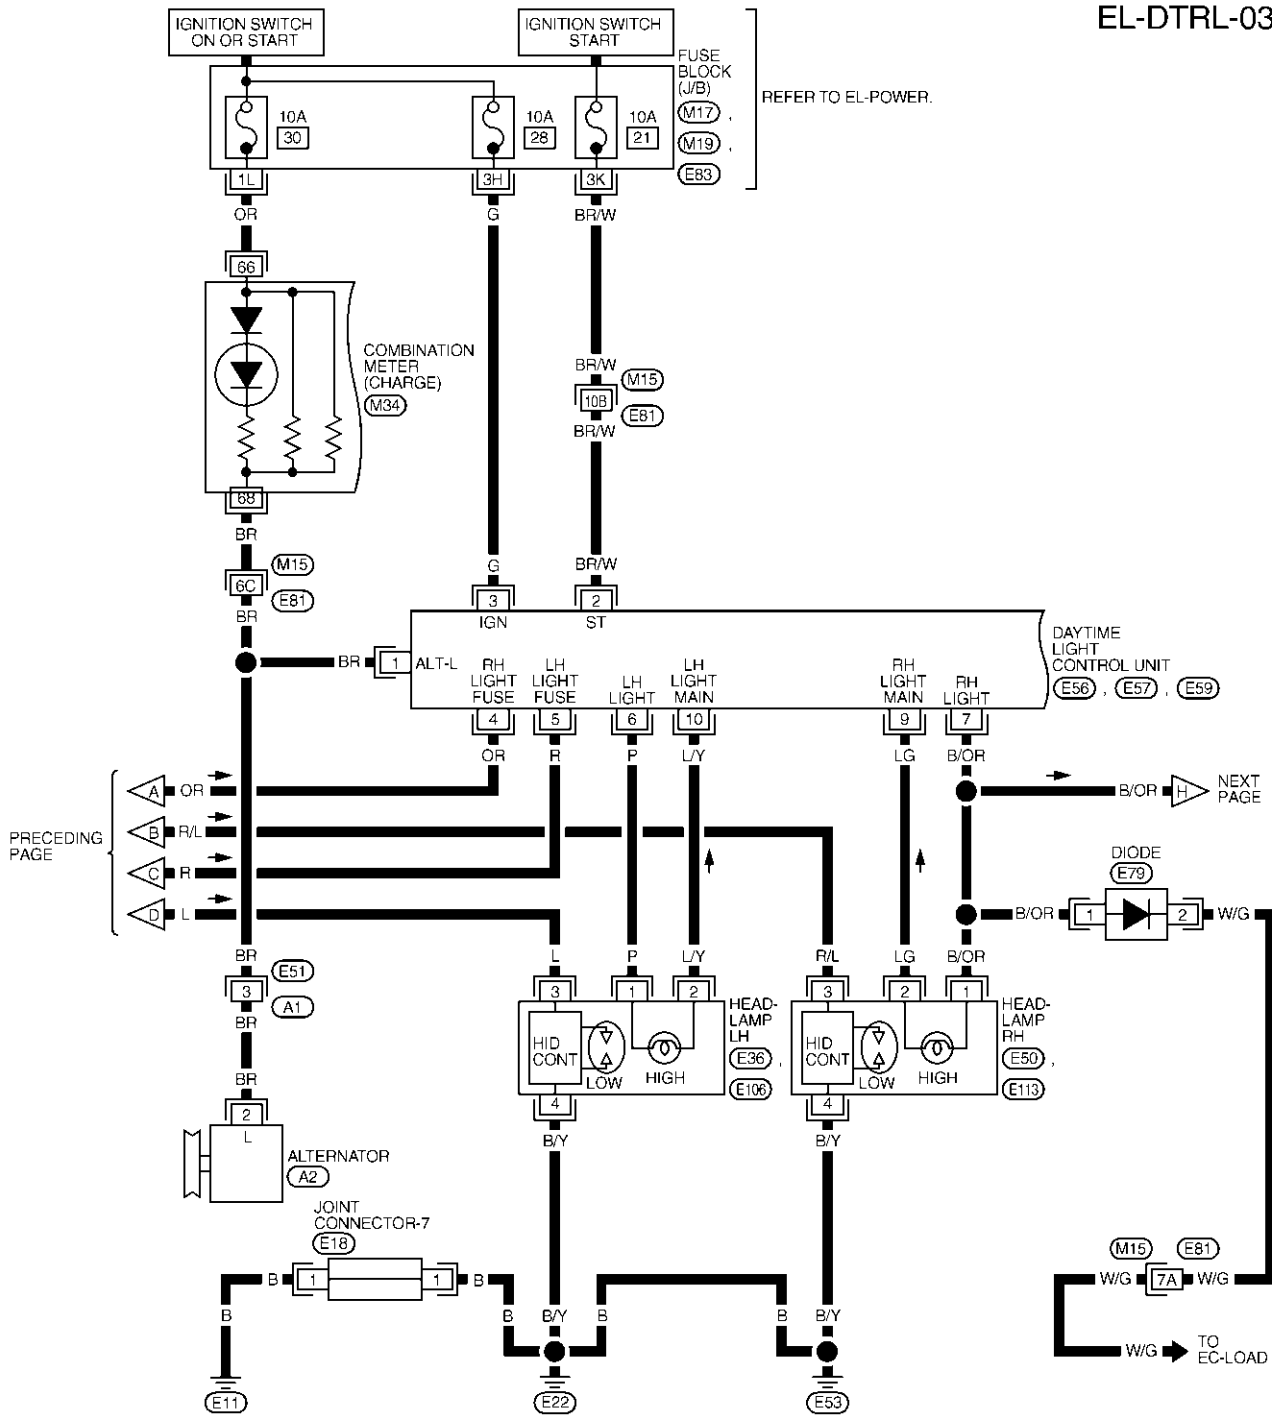 EL-DTRL-03
IGNITION SWITCH
ON OR START
IGNITION SWITCH
START
FUSE
BLOCK
(J/B)
M17 ,
M19 ,
E83
REFER TO EL-POWER.
10A
30
10A
28
10A
21
1L
3H
3K
OR
G
BR/W
66
COMBINATION
METER
(CHARGE)
M34
BR/W
M15
10B
E81
BR/W
68
BR
M15
6C
E81
BR
G
BR/W
3
2
IGN
ST
BR
1
ALT-L
RH
LIGHT
FUSE
LH
LIGHT
FUSE
LH
LIGHT
LH
LIGHT
MAIN
RH
LIGHT
MAIN
RH
LIGHT
DAYTIME
LIGHT
CONTROL UNIT
E56 , E57 , E59
4
5
6
10
9
7
OR
R
P
L/Y
LG
B/OR
PRECEDING
PAGE
A OR
B R/L
C R
D L
B/OR
H
NEXT
PAGE
DIODE
E79
B/OR
1
2
W/G
BR
E51
3
A1
BR
BR
2
L
ALTERNATOR
A2
L
P
L/Y
R/L
LG
B/OR
3
1
2
3
2
1
HEAD-
LAMP
LH
E36 ,
E106
HID
CONT
LOW
HIGH
4
HEAD-
LAMP
RH
E50 ,
E113
HID
CONT
LOW
HIGH
4
B/Y
B/Y
JOINT
CONNECTOR-7
E18
B
1
1
B
B
B
B/Y
B
B
B/Y
E11
E22
E53
M15
E81
W/G
7A
W/G
W/G
TO
EC-LOAD